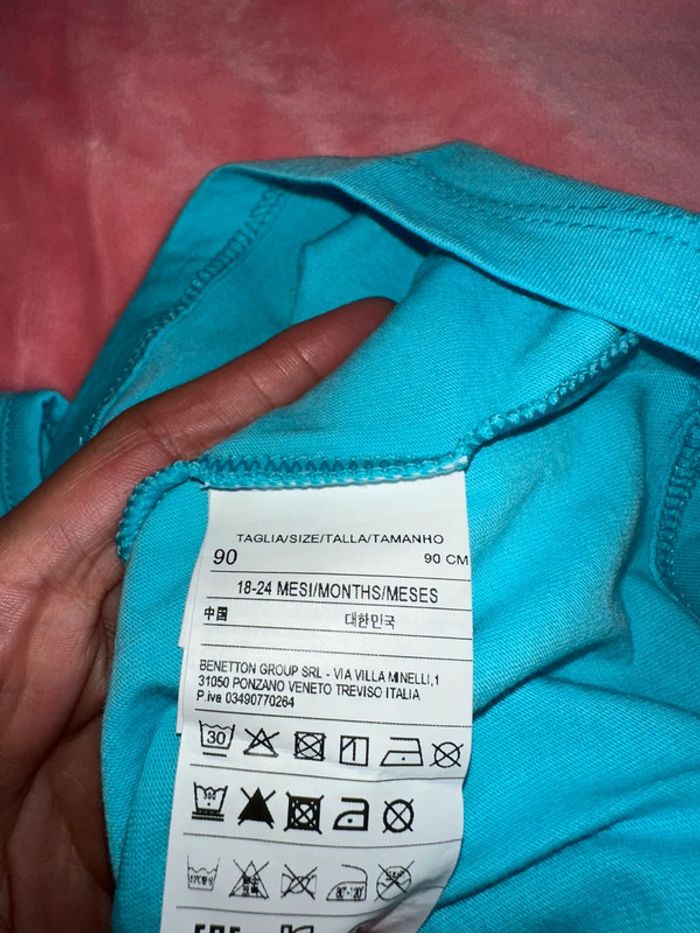 TAGLIA/SIZE/TALLA/TAMANHO
90 90 CM
18-24 MESI/MONTHS/MESES
中国 대한민국
BENETTON GROUP SRL - VIA VILLA MINELLI,1
31050 PONZANO VENETO TREVISO ITALIA
P.iva 03490770264
30